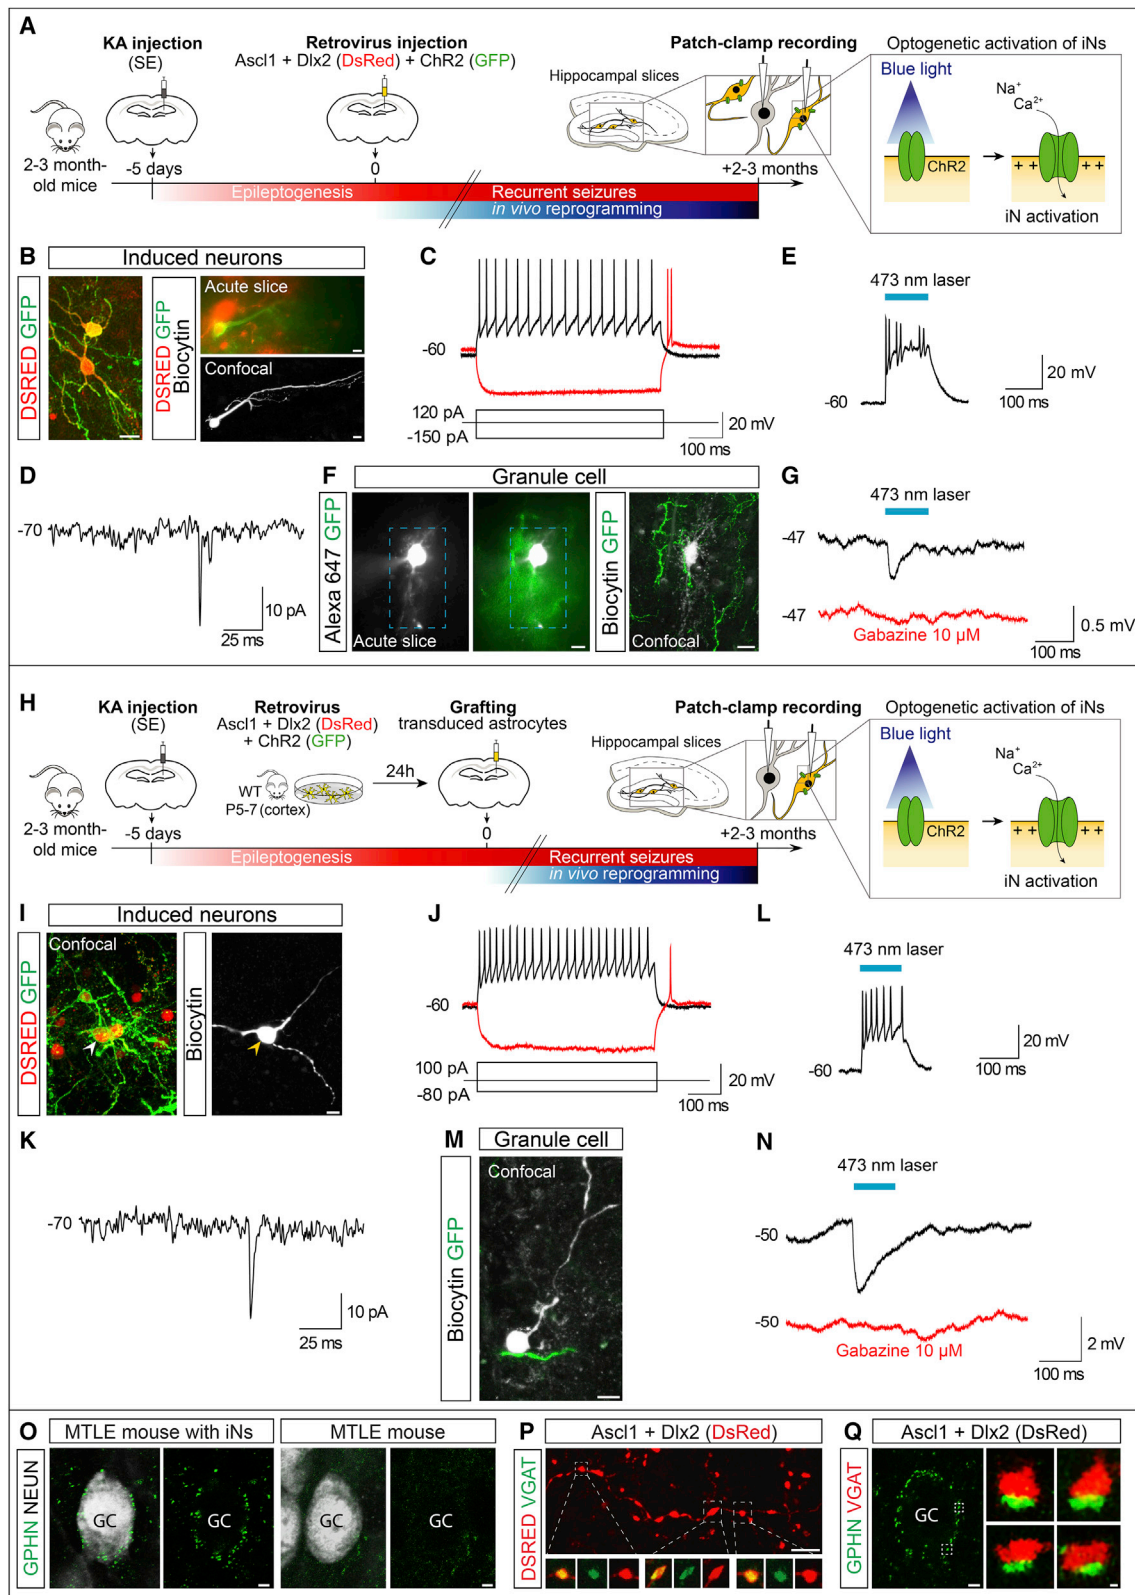 A
KA injection
(SE)
Retrovirus injection
Ascl1 + Dlx2 (DsRed) + ChR2 (GFP)
Patch-clamp recording
Hippocampal slices
Optogenetic activation of iNs
Blue light
Na+
Ca2+
ChR2
+ +
+ +
iN activation
2-3 month-
old mice
-5 days
0
+2-3 months
Epileptogenesis
Recurrent seizures
in vivo reprogramming
B
Induced neurons
DSRED GFP
DSRED GFP
Biocytin
Acute slice
Confocal
C
-60
120 pA
-150 pA
20 mV
100 ms
E
473 nm laser
-60
20 mV
100 ms
D
-70
10 pA
25 ms
F
Granule cell
Alexa 647 GFP
Acute slice
Biocytin GFP
Confocal
G
473 nm laser
-47
-47
Gabazine 10 µM
0.5 mV
100 ms
H
KA injection
(SE)
Retrovirus
Ascl1 + Dlx2 (DsRed)
+ ChR2 (GFP)
WT
P5-7 (cortex)
24h
Grafting
transduced astrocytes
Patch-clamp recording
Hippocampal slices
Optogenetic activation of iNs
Blue light
Na+
Ca2+
ChR2
+ +
+ +
iN activation
2-3 month-
old mice
-5 days
0
+2-3 months
Epileptogenesis
Recurrent seizures
in vivo reprogramming
I
Induced neurons
DSRED GFP
Confocal
Biocytin
J
-60
100 pA
-80 pA
20 mV
100 ms
L
473 nm laser
-60
20 mV
100 ms
K
-70
10 pA
25 ms
M
Granule cell
Biocytin GFP
Confocal
N
473 nm laser
-50
-50
Gabazine 10 µM
2 mV
100 ms
O
MTLE mouse with iNs
MTLE mouse
GPHN NEUN
GC
GC
GC
GC
P
Ascl1 + Dlx2 (DsRed)
DSRED VGAT
Q
Ascl1 + Dlx2 (DsRed)
GPHN VGAT
GC